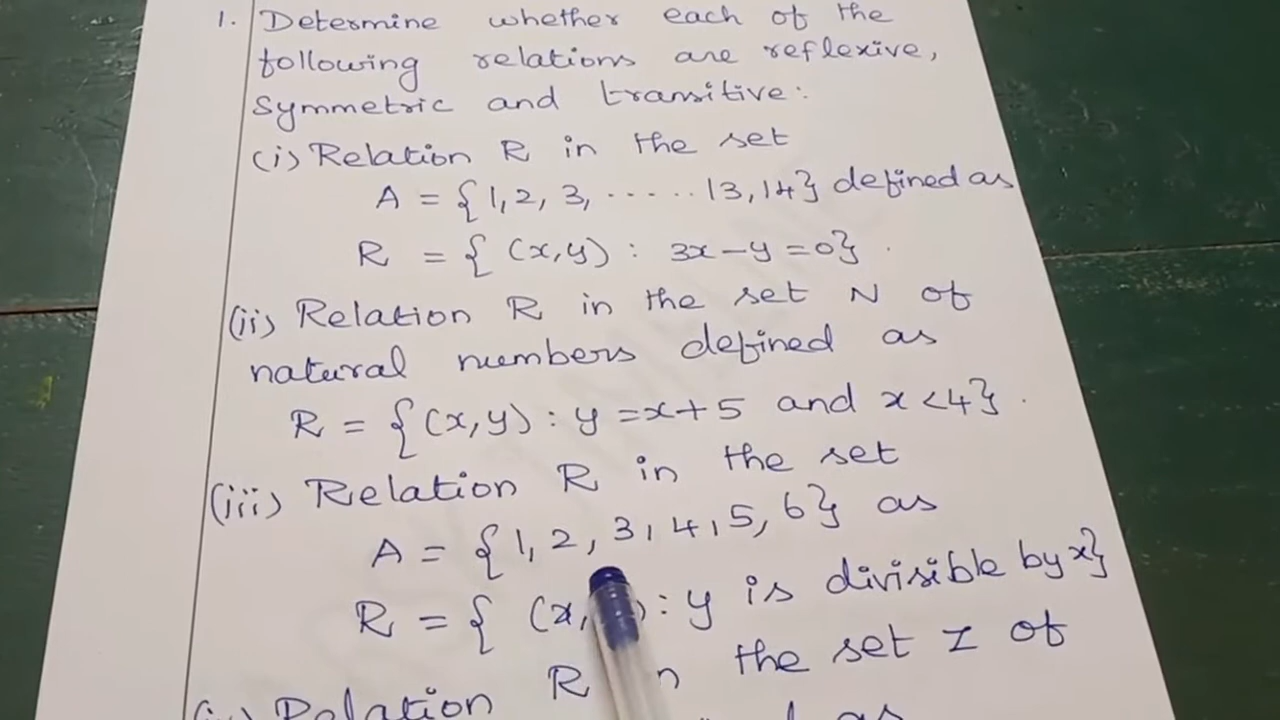 1. Determine whether each of the
following relations are reflexive,
symmetric and transitive:
(i) Relation R in the set
A = {1, 2, 3, ..... 13, 14} defined as
R = { (x,y) : 3x-y = 0} .
(ii) Relation R in the set N of
natural numbers defined as
R = {(x,y) : y = x+5 and x <4} .
(iii) Relation R in the set
A = {1, 2, 3, 4, 5, 6} as
R = { (x, ) : y is divisible by x}
Relation R n the set Z of
as